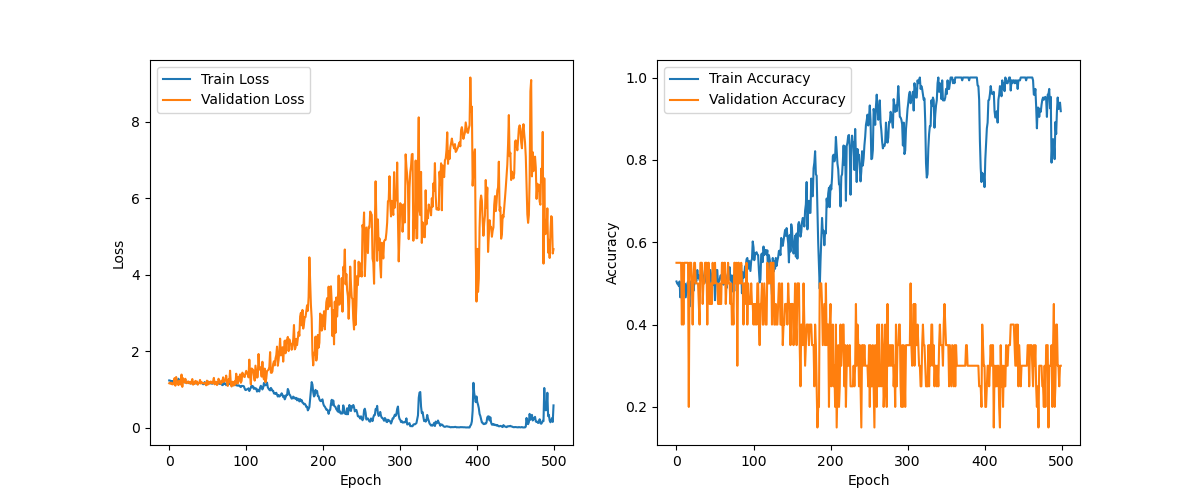 Train Loss
Validation Loss
Loss
8
6
4
2
0
0 100 200 300 400 500
Epoch
Train Accuracy
Validation Accuracy
Accuracy
1.0
0.8
0.6
0.4
0.2
0 100 200 300 400 500
Epoch